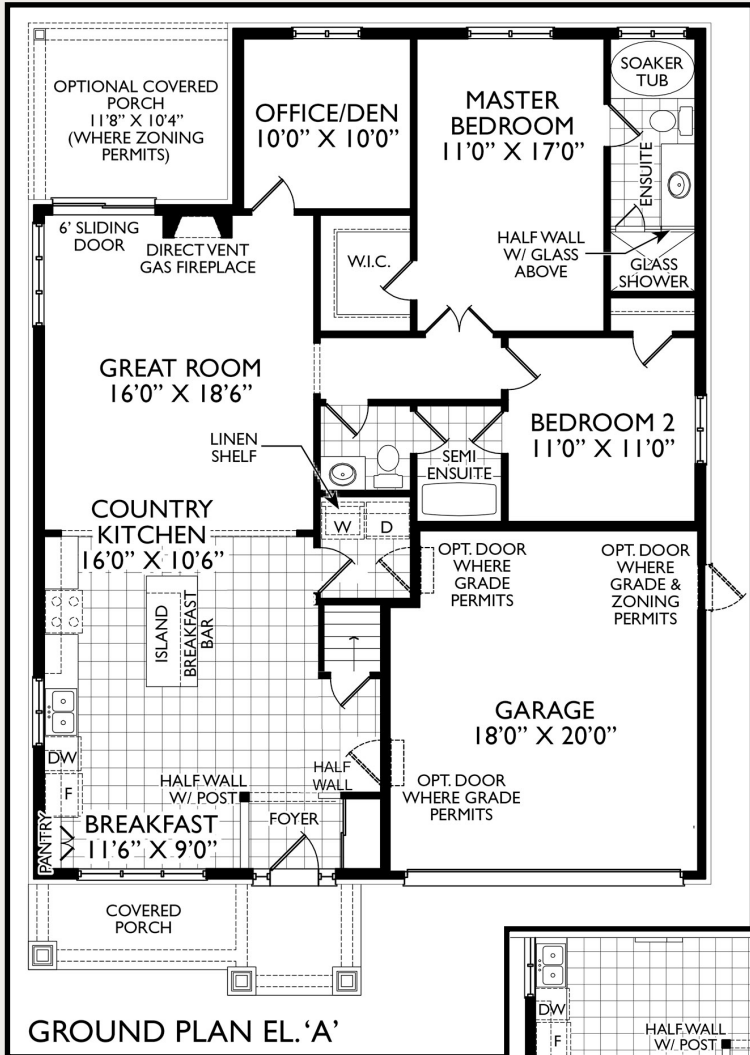 OPTIONAL COVERED
PORCH
11'8" X 10'4"
(WHERE ZONING
PERMITS)
OFFICE/DEN
10'0" X 10'0"
MASTER
BEDROOM
11'0" X 17'0"
SOAKER
TUB
ENSUITE
6' SLIDING
DOOR
DIRECT VENT
GAS FIREPLACE
W.I.C.
HALF WALL
W/ GLASS
ABOVE
GLASS
SHOWER
GREAT ROOM
16'0" X 18'6"
BEDROOM 2
11'0" X 11'0"
LINEN
SHELF
SEMI
ENSUITE
W
D
COUNTRY
KITCHEN
16'0" X 10'6"
OPT. DOOR
WHERE
GRADE
PERMITS
OPT. DOOR
WHERE
GRADE &
ZONING
PERMITS
ISLAND
BREAKFAST
BAR
GARAGE
18'0" X 20'0"
DW
F
HALF WALL
W/ POST
HALF
WALL
OPT. DOOR
WHERE GRADE
PERMITS
PANTRY
BREAKFAST
11'6" X 9'0"
FOYER
COVERED
PORCH
GROUND PLAN EL. 'A'
DW
F
HALF WALL
W/ POST